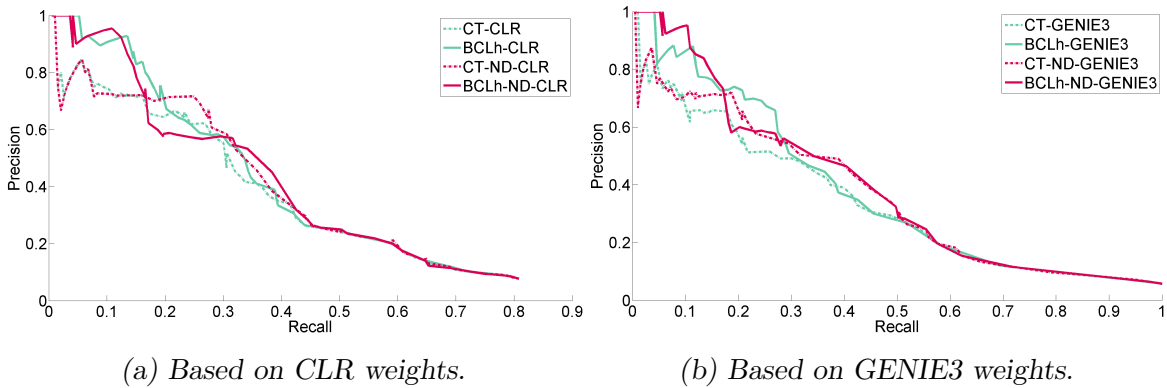 1
0.8
0.6
0.4
0.2
0
Precision
0 0.1 0.2 0.3 0.4 0.5 0.6 0.7 0.8 0.9
Recall
CT-CLR
BCLh-CLR
CT-ND-CLR
BCLh-ND-CLR
(a) Based on CLR weights.
1
0.8
0.6
0.4
0.2
0
Precision
0 0.1 0.2 0.3 0.4 0.5 0.6 0.7 0.8 0.9 1
Recall
CT-GENIE3
BCLh-GENIE3
CT-ND-GENIE3
BCLh-ND-GENIE3
(b) Based on GENIE3 weights.